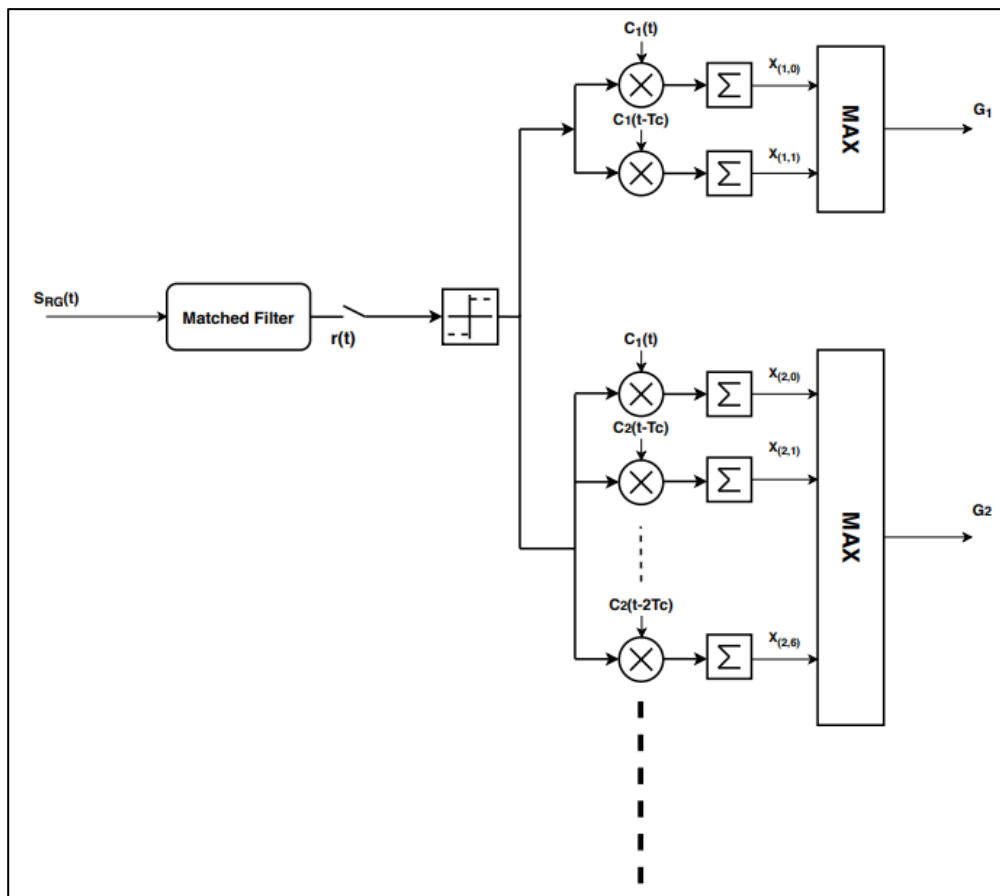 C₁(t)
X(1,0)
MAX
G₁
C₁(t-Tc)
X(1,1)
S_RG(t)
Matched Filter
r(t)
C₁(t)
X(2,0)
C₂(t-Tc)
X(2,1)
MAX
G₂
C₂(t-2Tc)
X(2,6)
Σ
Σ
Σ
Σ
Σ